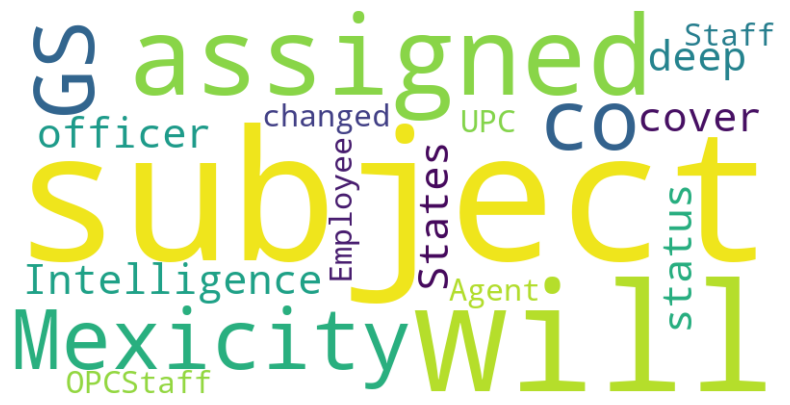 GS
assigned
Staff
deep
officer
changed
UPC
co
cover
subject
Employee
States
status
Intelligence
Agent
Mexicity
Will
OPCStaff